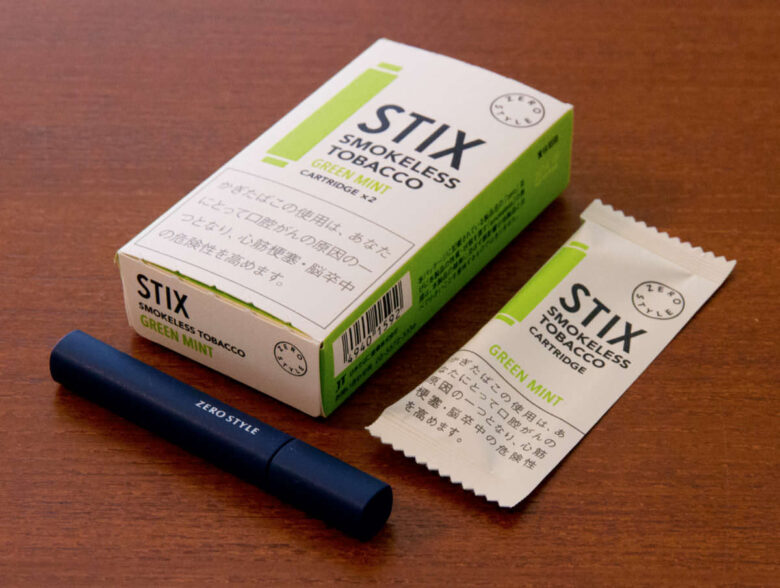 ZERO STYLE
STIX
SMOKELESS
TOBACCO
GREEN MINT
CARTRIDGE x2
かぎたばこの使用は、あなた
にとって口腔がんの原因の一
つとなり、心筋梗塞・脳卒中
の危険性を高めます。
STIX
SMOKELESS TOBACCO
GREEN MINT
ZERO STYLE
JT
ZERO STYLE
ZERO STYLE
STIX
SMOKELESS
TOBACCO
CARTRIDGE
GREEN MINT
かぎたばこの使用は、あ
なたにとって口腔がんの
原因の一つとなり、心筋
梗塞・脳卒中の危険性
を高めます。